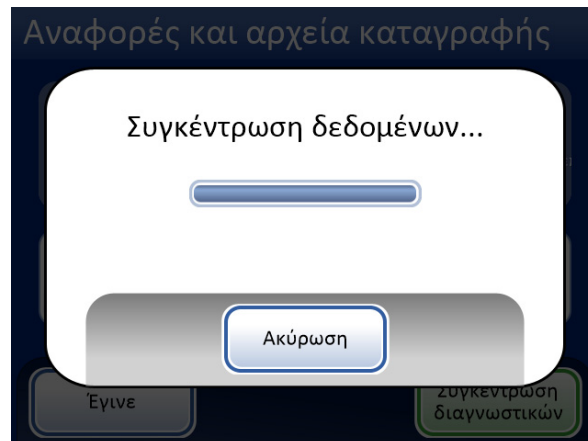 Αναφορές και αρχεία καταγραφής
Συγκέντρωση δεδομένων...
Ακύρωση
Έγινε
Συγκέντρωση
διαγνωστικών